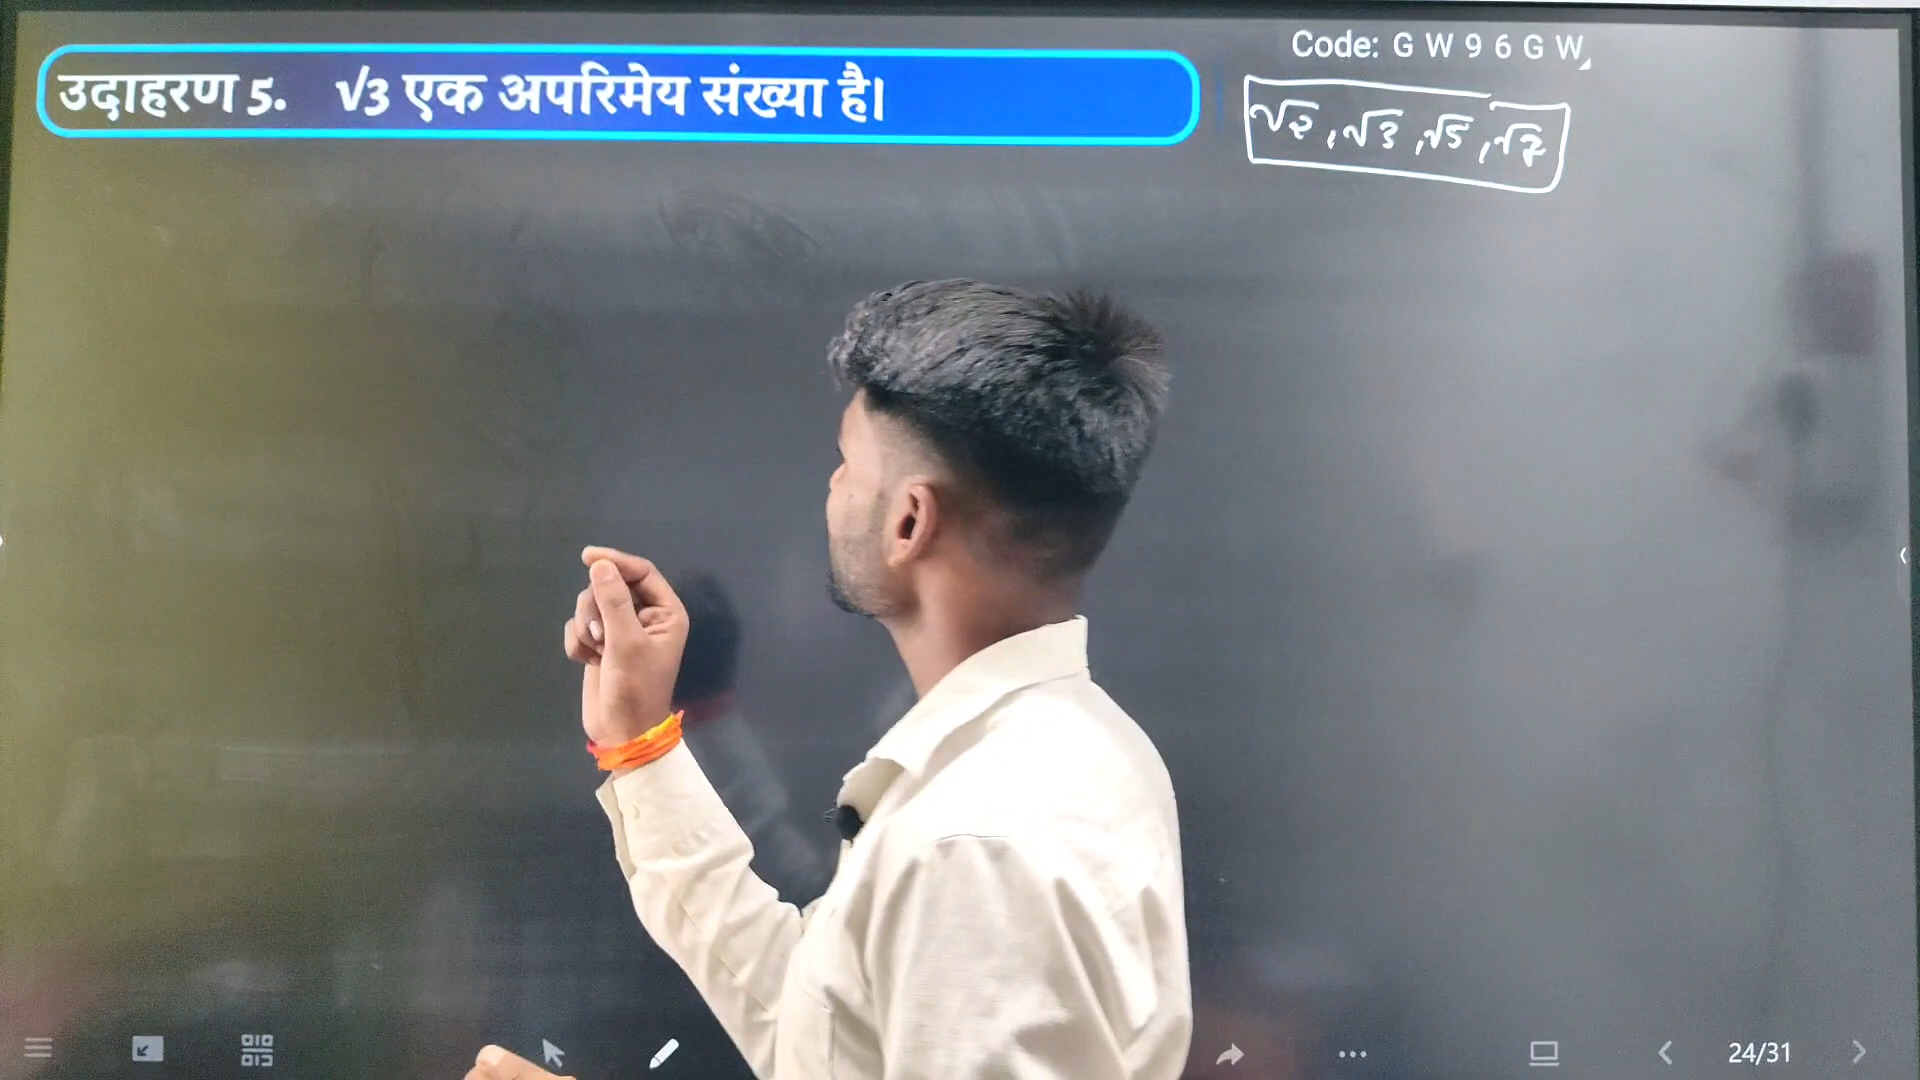 Code: G W 9 6 G W
उदाहरण 5. √3 एक अपरिमेय संख्या है।
√2, √3, √5, √7
24/31